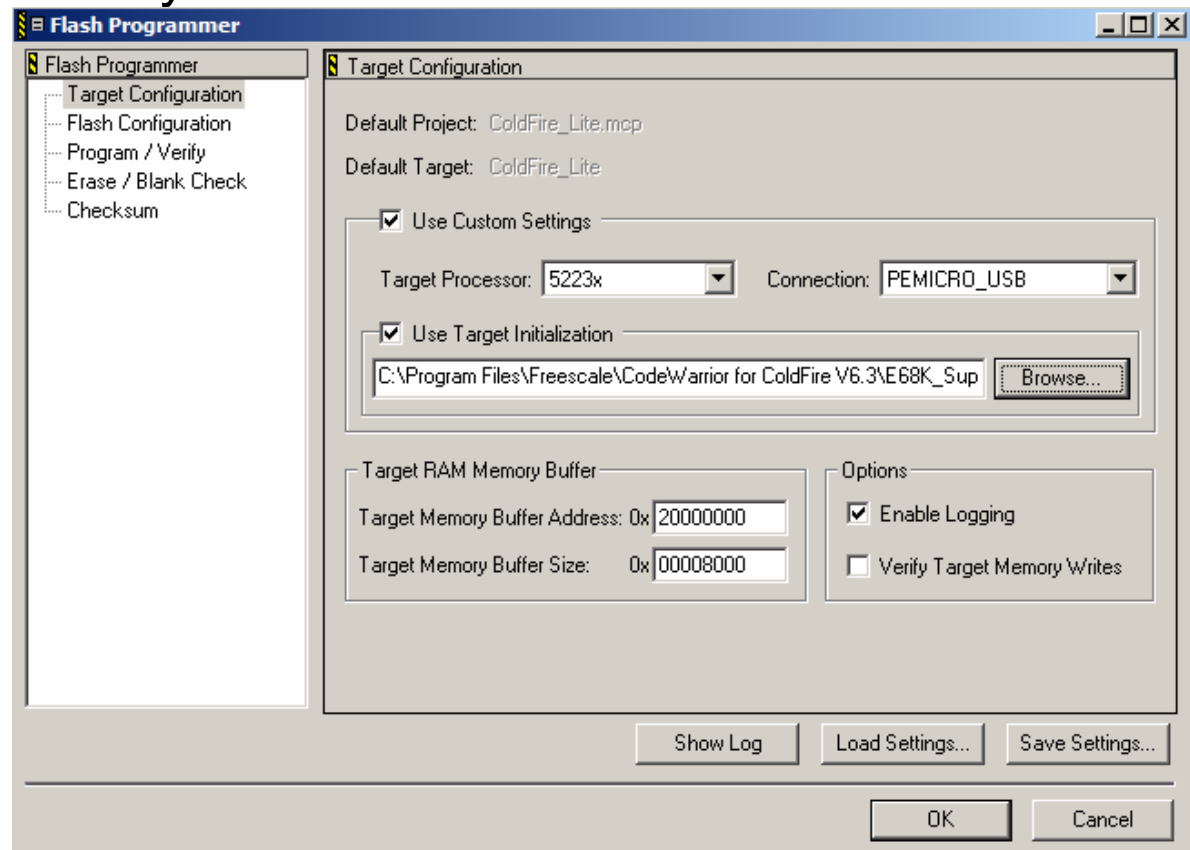 Flash Programmer
Flash Programmer
Target Configuration
Flash Configuration
Program / Verify
Erase / Blank Check
Checksum
Target Configuration
Default Project: ColdFire_Lite.mcp
Default Target: ColdFire_Lite
Use Custom Settings
Target Processor: 5223x Connection: PEMICRO_USB
Use Target Initialization
C:\Program Files\Freescale\CodeWarrior for ColdFire V6.3\E68K_Sup Browse...
Target RAM Memory Buffer
Target Memory Buffer Address: 0x 20000000
Target Memory Buffer Size: 0x 00008000
Options
Enable Logging
Verify Target Memory Writes
Show Log Load Settings... Save Settings...
OK Cancel